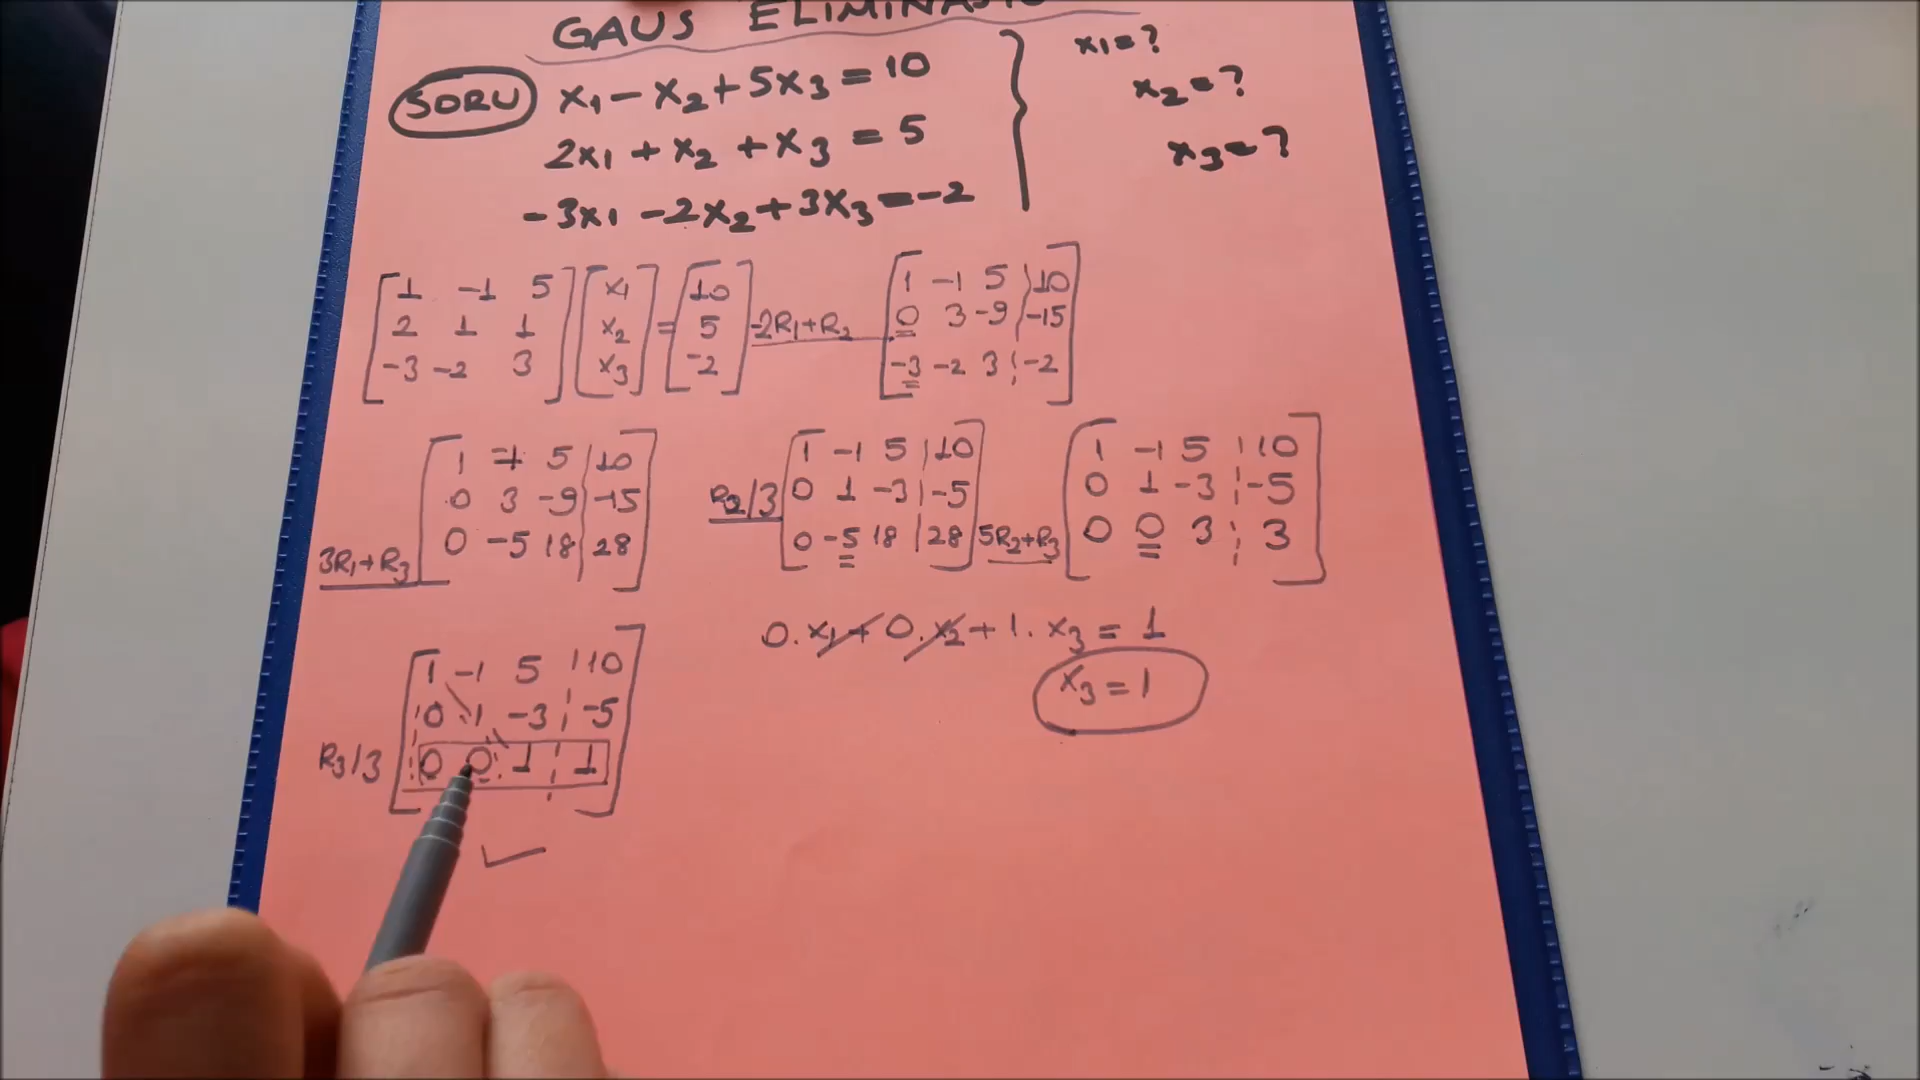 GAUS ELIMINAS
SORU x₁ - x₂ + 5x₃ = 10
2x₁ + x₂ + x₃ = 5
-3x₁ - 2x₂ + 3x₃ = -2
x₁ = ?
x₂ = ?
x₃ = ?
1 -1 5 x₁ = 10
2 1 1 x₂ 5
-3 -2 3 x₃ -2
-2R₁+R₂
1 -1 5 | 10
0 3 -9 | -15
-3 -2 3 | -2
3R₁+R₃
1 -1 5 | 10
0 3 -9 | -15
0 -5 18 | 28
R₂/3
1 -1 5 | 10
0 1 -3 | -5
0 -5 18 | 28
5R₂+R₃
1 -1 5 | 10
0 1 -3 | -5
0 0 3 | 3
R₃/3
1 -1 5 | 10
0 1 -3 | -5
0 0 1 | 1
0.x₁ + 0.x₂ + 1.x₃ = 1
x₃ = 1